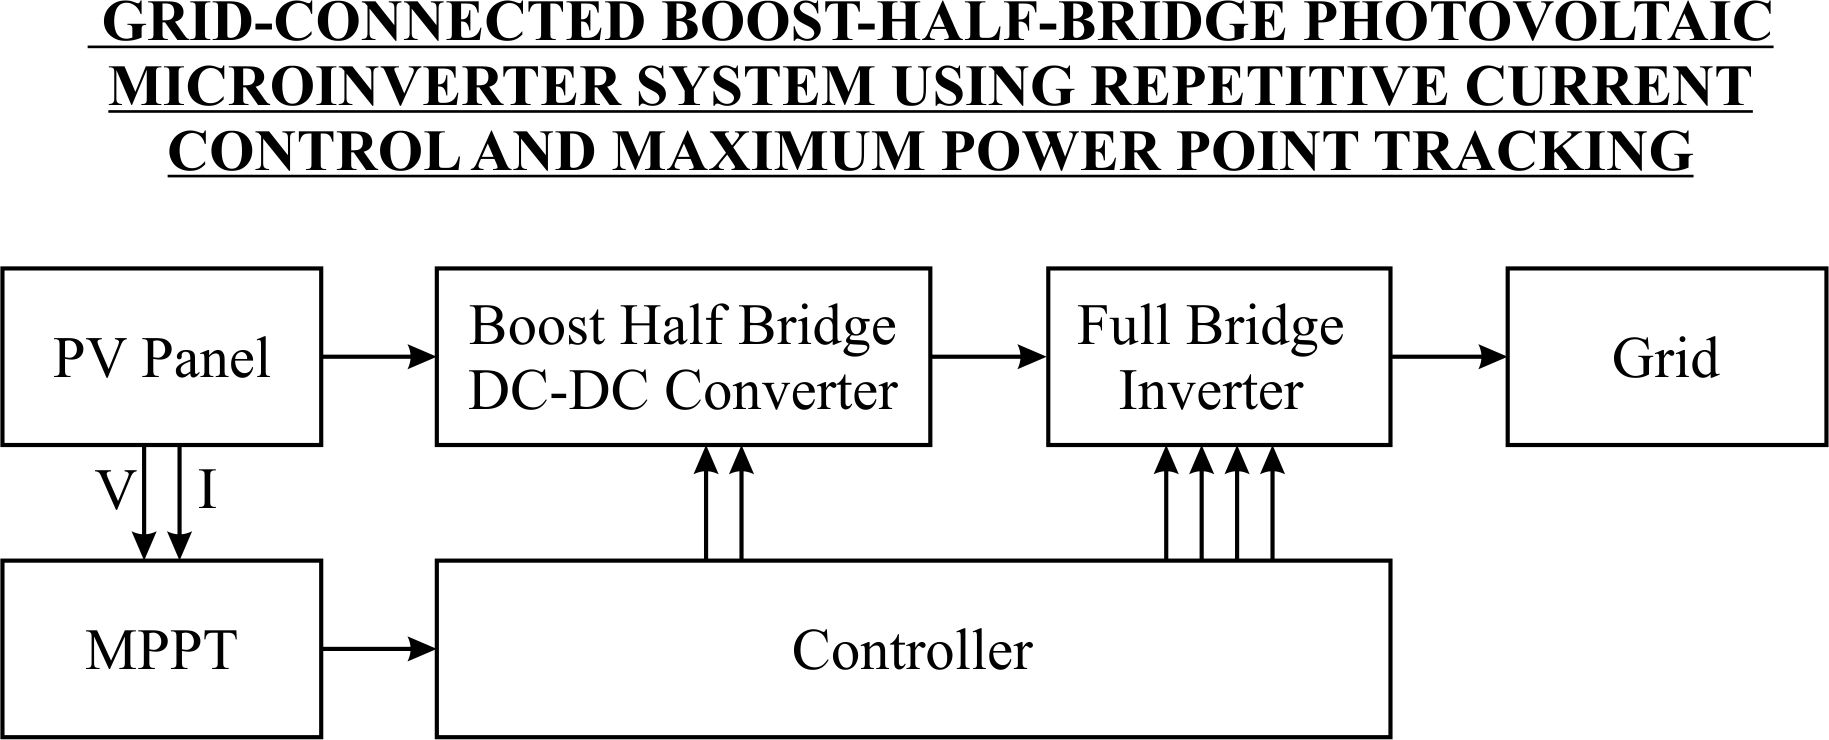 GRID-CONNECTED BOOST-HALF-BRIDGE PHOTOVOLTAIC
MICROINVERTER SYSTEM USING REPETITIVE CURRENT
CONTROL AND MAXIMUM POWER POINT TRACKING
PV Panel
Boost Half Bridge
DC-DC Converter
Full Bridge
Inverter
Grid
V
I
MPPT
Controller